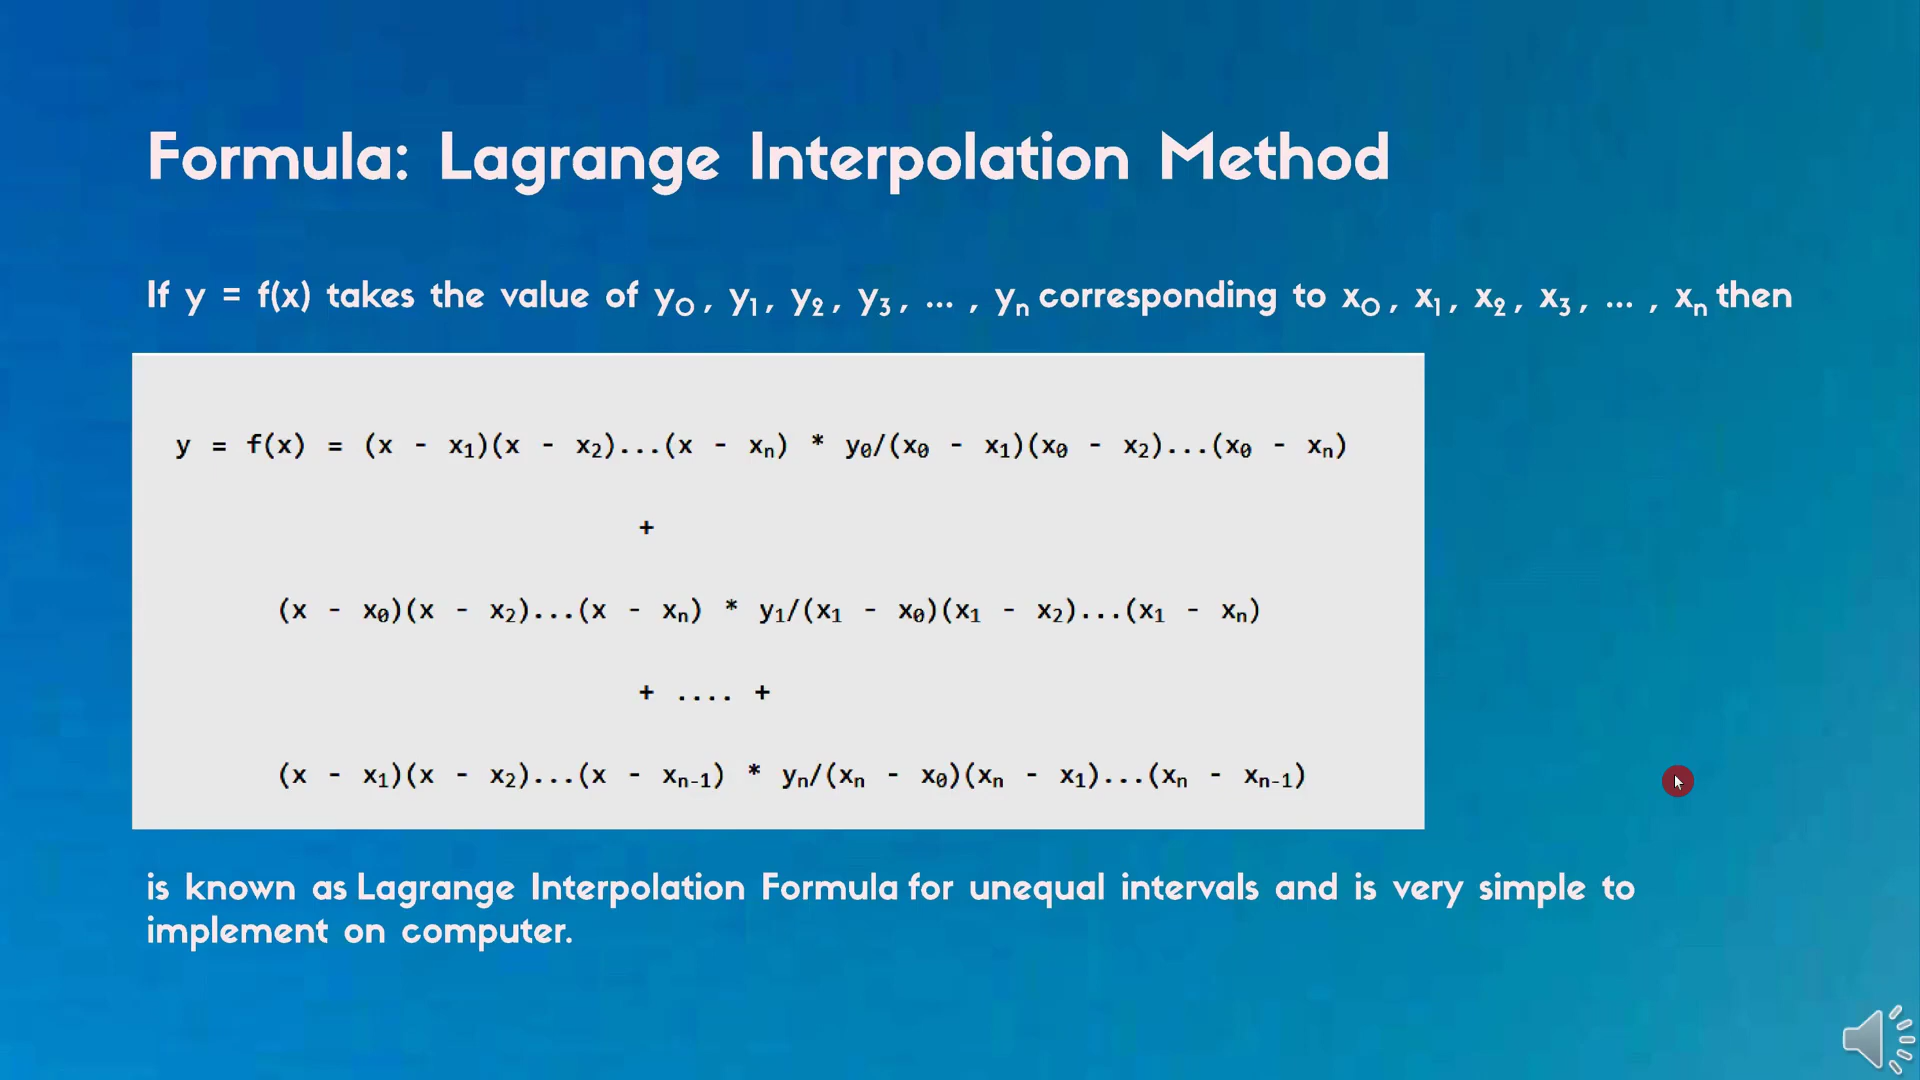 Formula: Lagrange Interpolation Method
If y = f(x) takes the value of y₀ , y₁ , y₂ , y₃ , ... , yₙ corresponding to x₀ , x₁ , x₂ , x₃ , ... , xₙ then
y = f(x) = (x - x₁)(x - x₂)...(x - xₙ) * y₀/(x₀ - x₁)(x₀ - x₂)...(x₀ - xₙ)
+
(x - x₀)(x - x₂)...(x - xₙ) * y₁/(x₁ - x₀)(x₁ - x₂)...(x₁ - xₙ)
+ .... +
(x - x₁)(x - x₂)...(x - xₙ₋₁) * yₙ/(xₙ - x₀)(xₙ - x₁)...(xₙ - xₙ₋₁)
is known as Lagrange Interpolation Formula for unequal intervals and is very simple to
implement on computer.